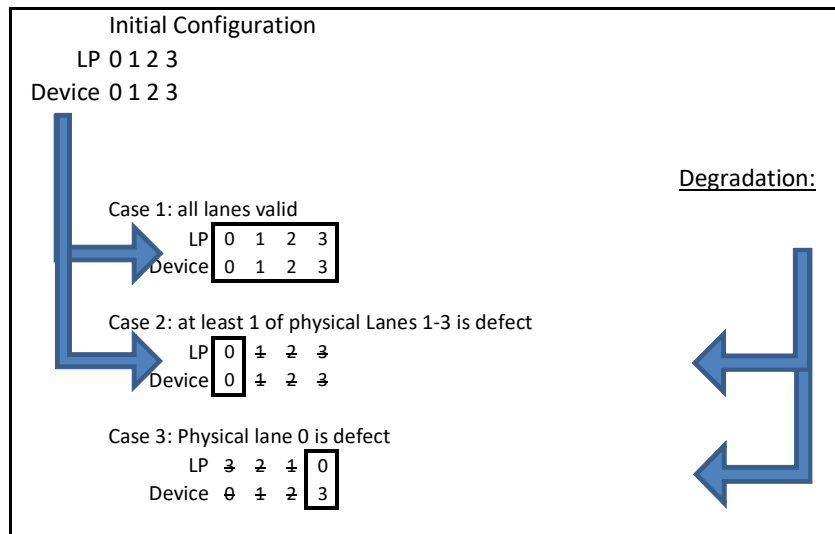 Initial Configuration
LP 0 1 2 3
Device 0 1 2 3
Degradation:
Case 1: all lanes valid
LP 0 1 2 3
Device 0 1 2 3
Case 2: at least 1 of physical Lanes 1-3 is defect
LP 0 1 2 3
Device 0 1 2 3
Case 3: Physical lane 0 is defect
LP 3 2 1 0
Device 0 1 2 3